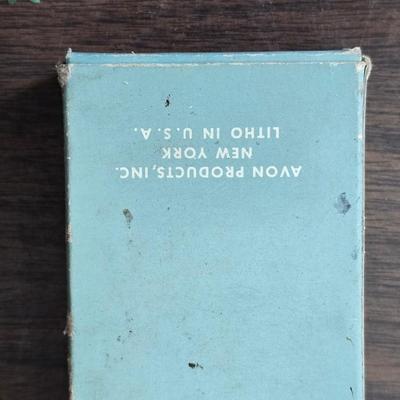 AVON PRODUCTS, INC.
NEW YORK
LITHO IN U.S.A.